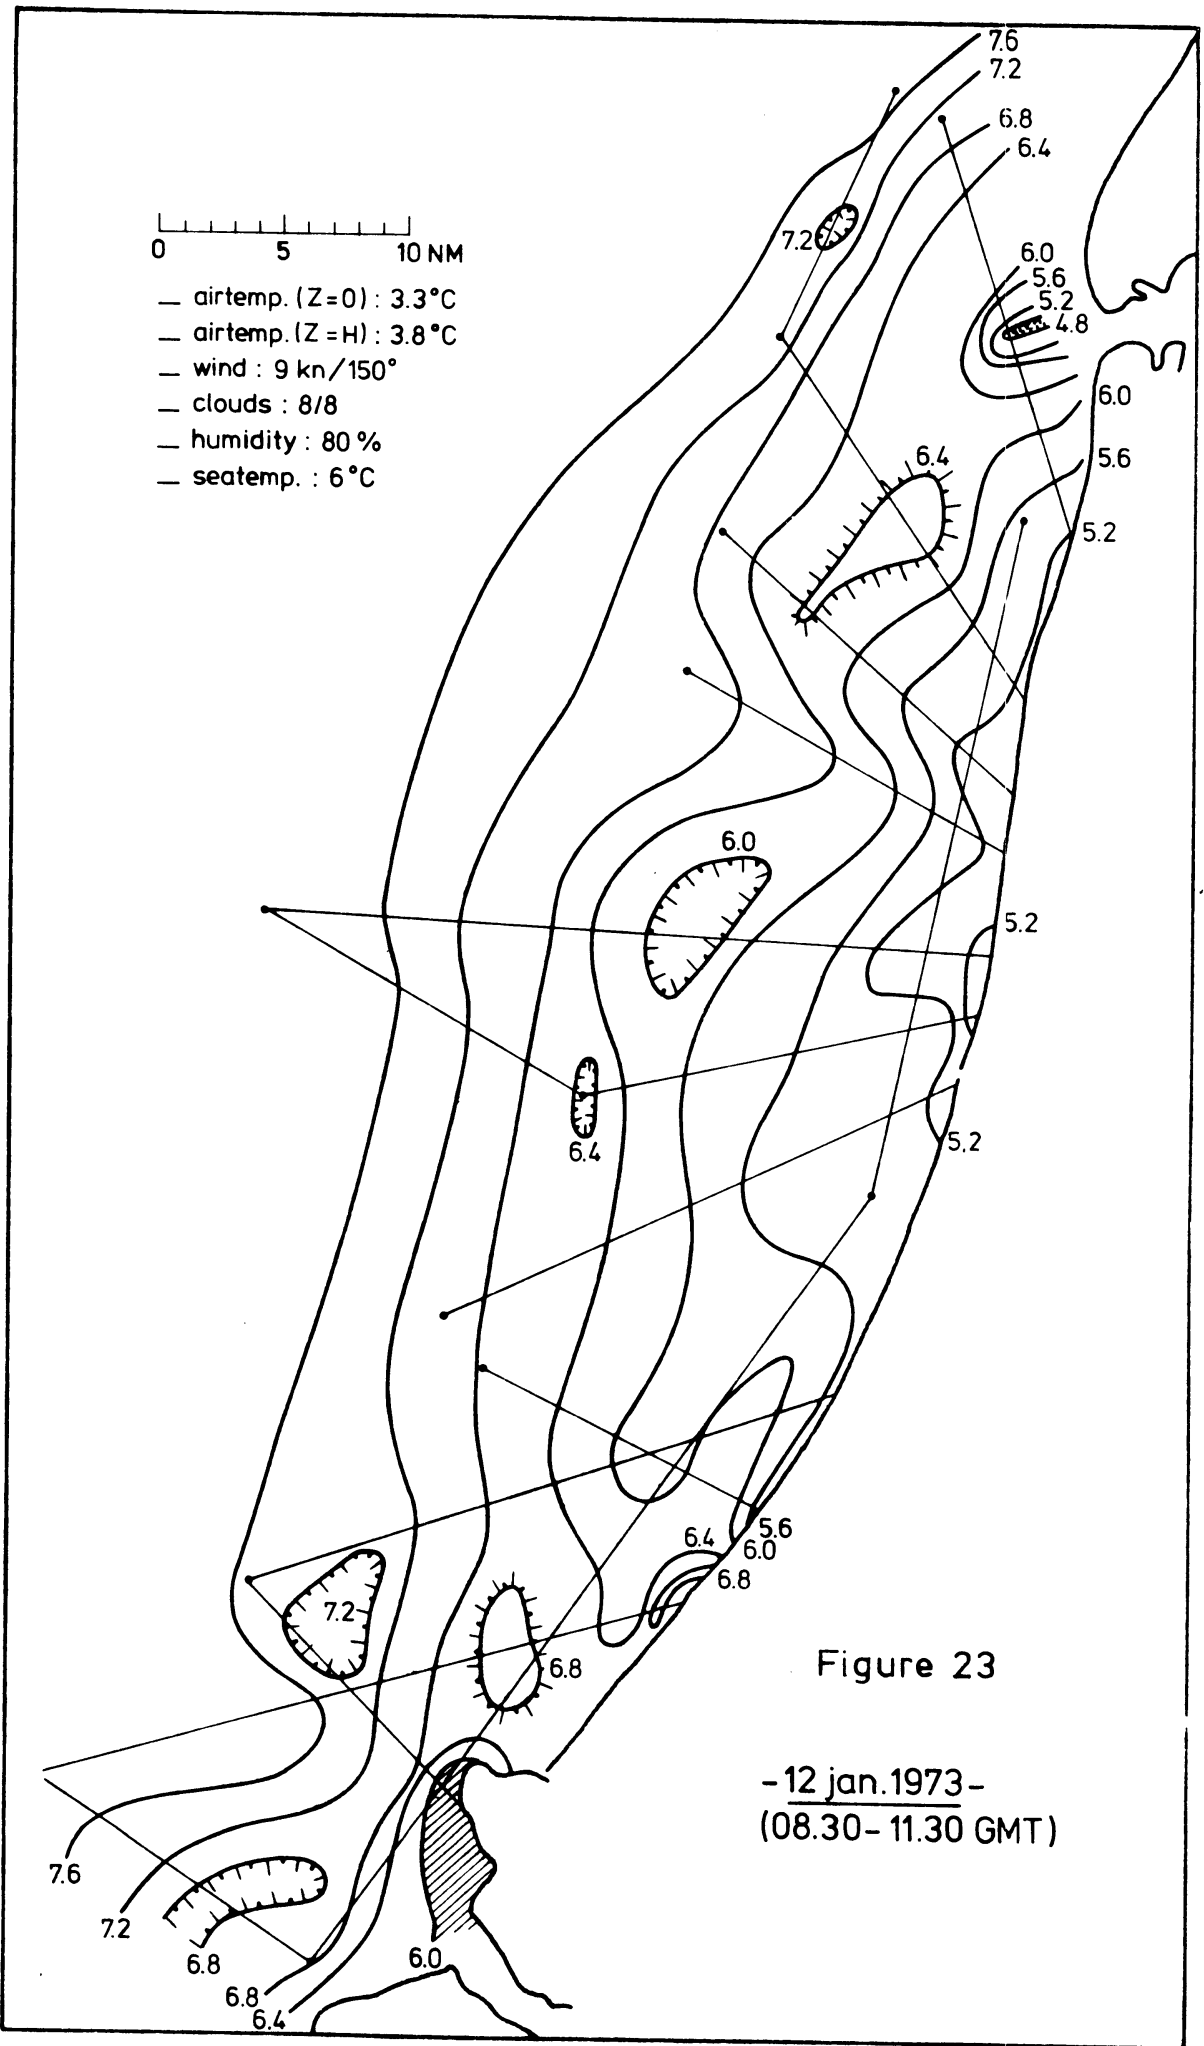 7.6
7.2
6.8
6.4
7.2
0 5 10 NM
— airtemp. (Z=0) : 3.3°C
— airtemp. (Z=H) : 3.8°C
— wind : 9 kn/150°
— clouds : 8/8
— humidity : 80 %
— seatemp. : 6°C
6.0
5.6
5.2
4.8
6.0
6.4
5.6
5.2
6.0
5.2
6.4
5.2
5.6
6.4
6.0
6.8
7.2
6.8
Figure 23
-12 jan. 1973-
(08.30-11.30 GMT)
7.6
7.2
6.8
6.0
6.8
6.4